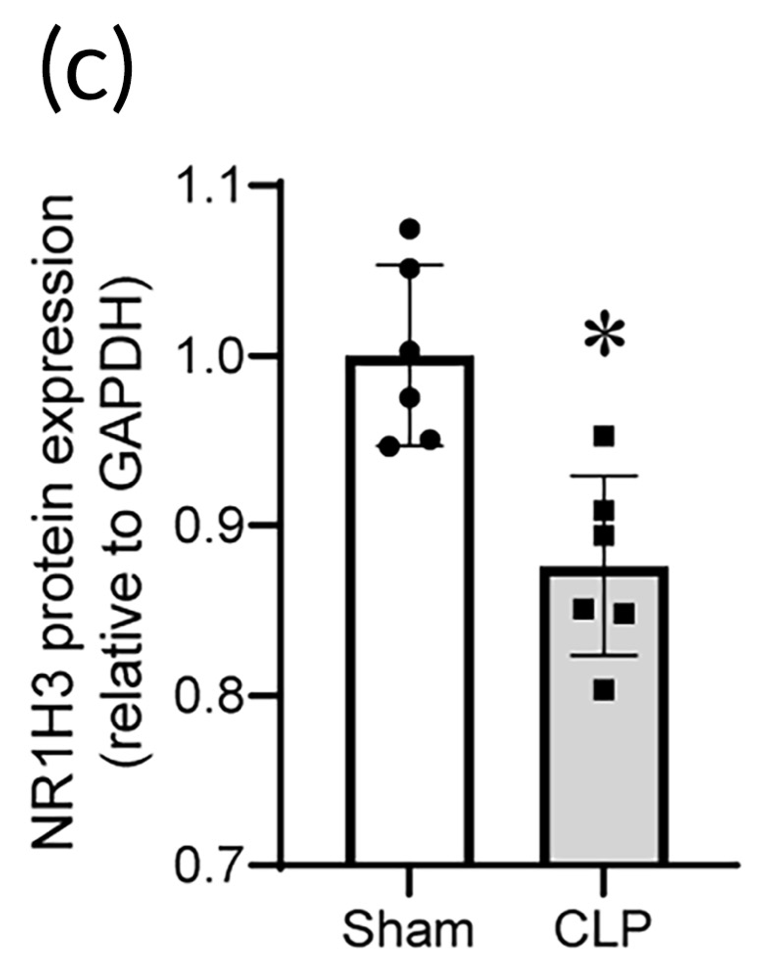 (c)
NR1H3 protein expression
(relative to GAPDH)
1.1
1.0
0.9
0.8
0.7
*
Sham CLP